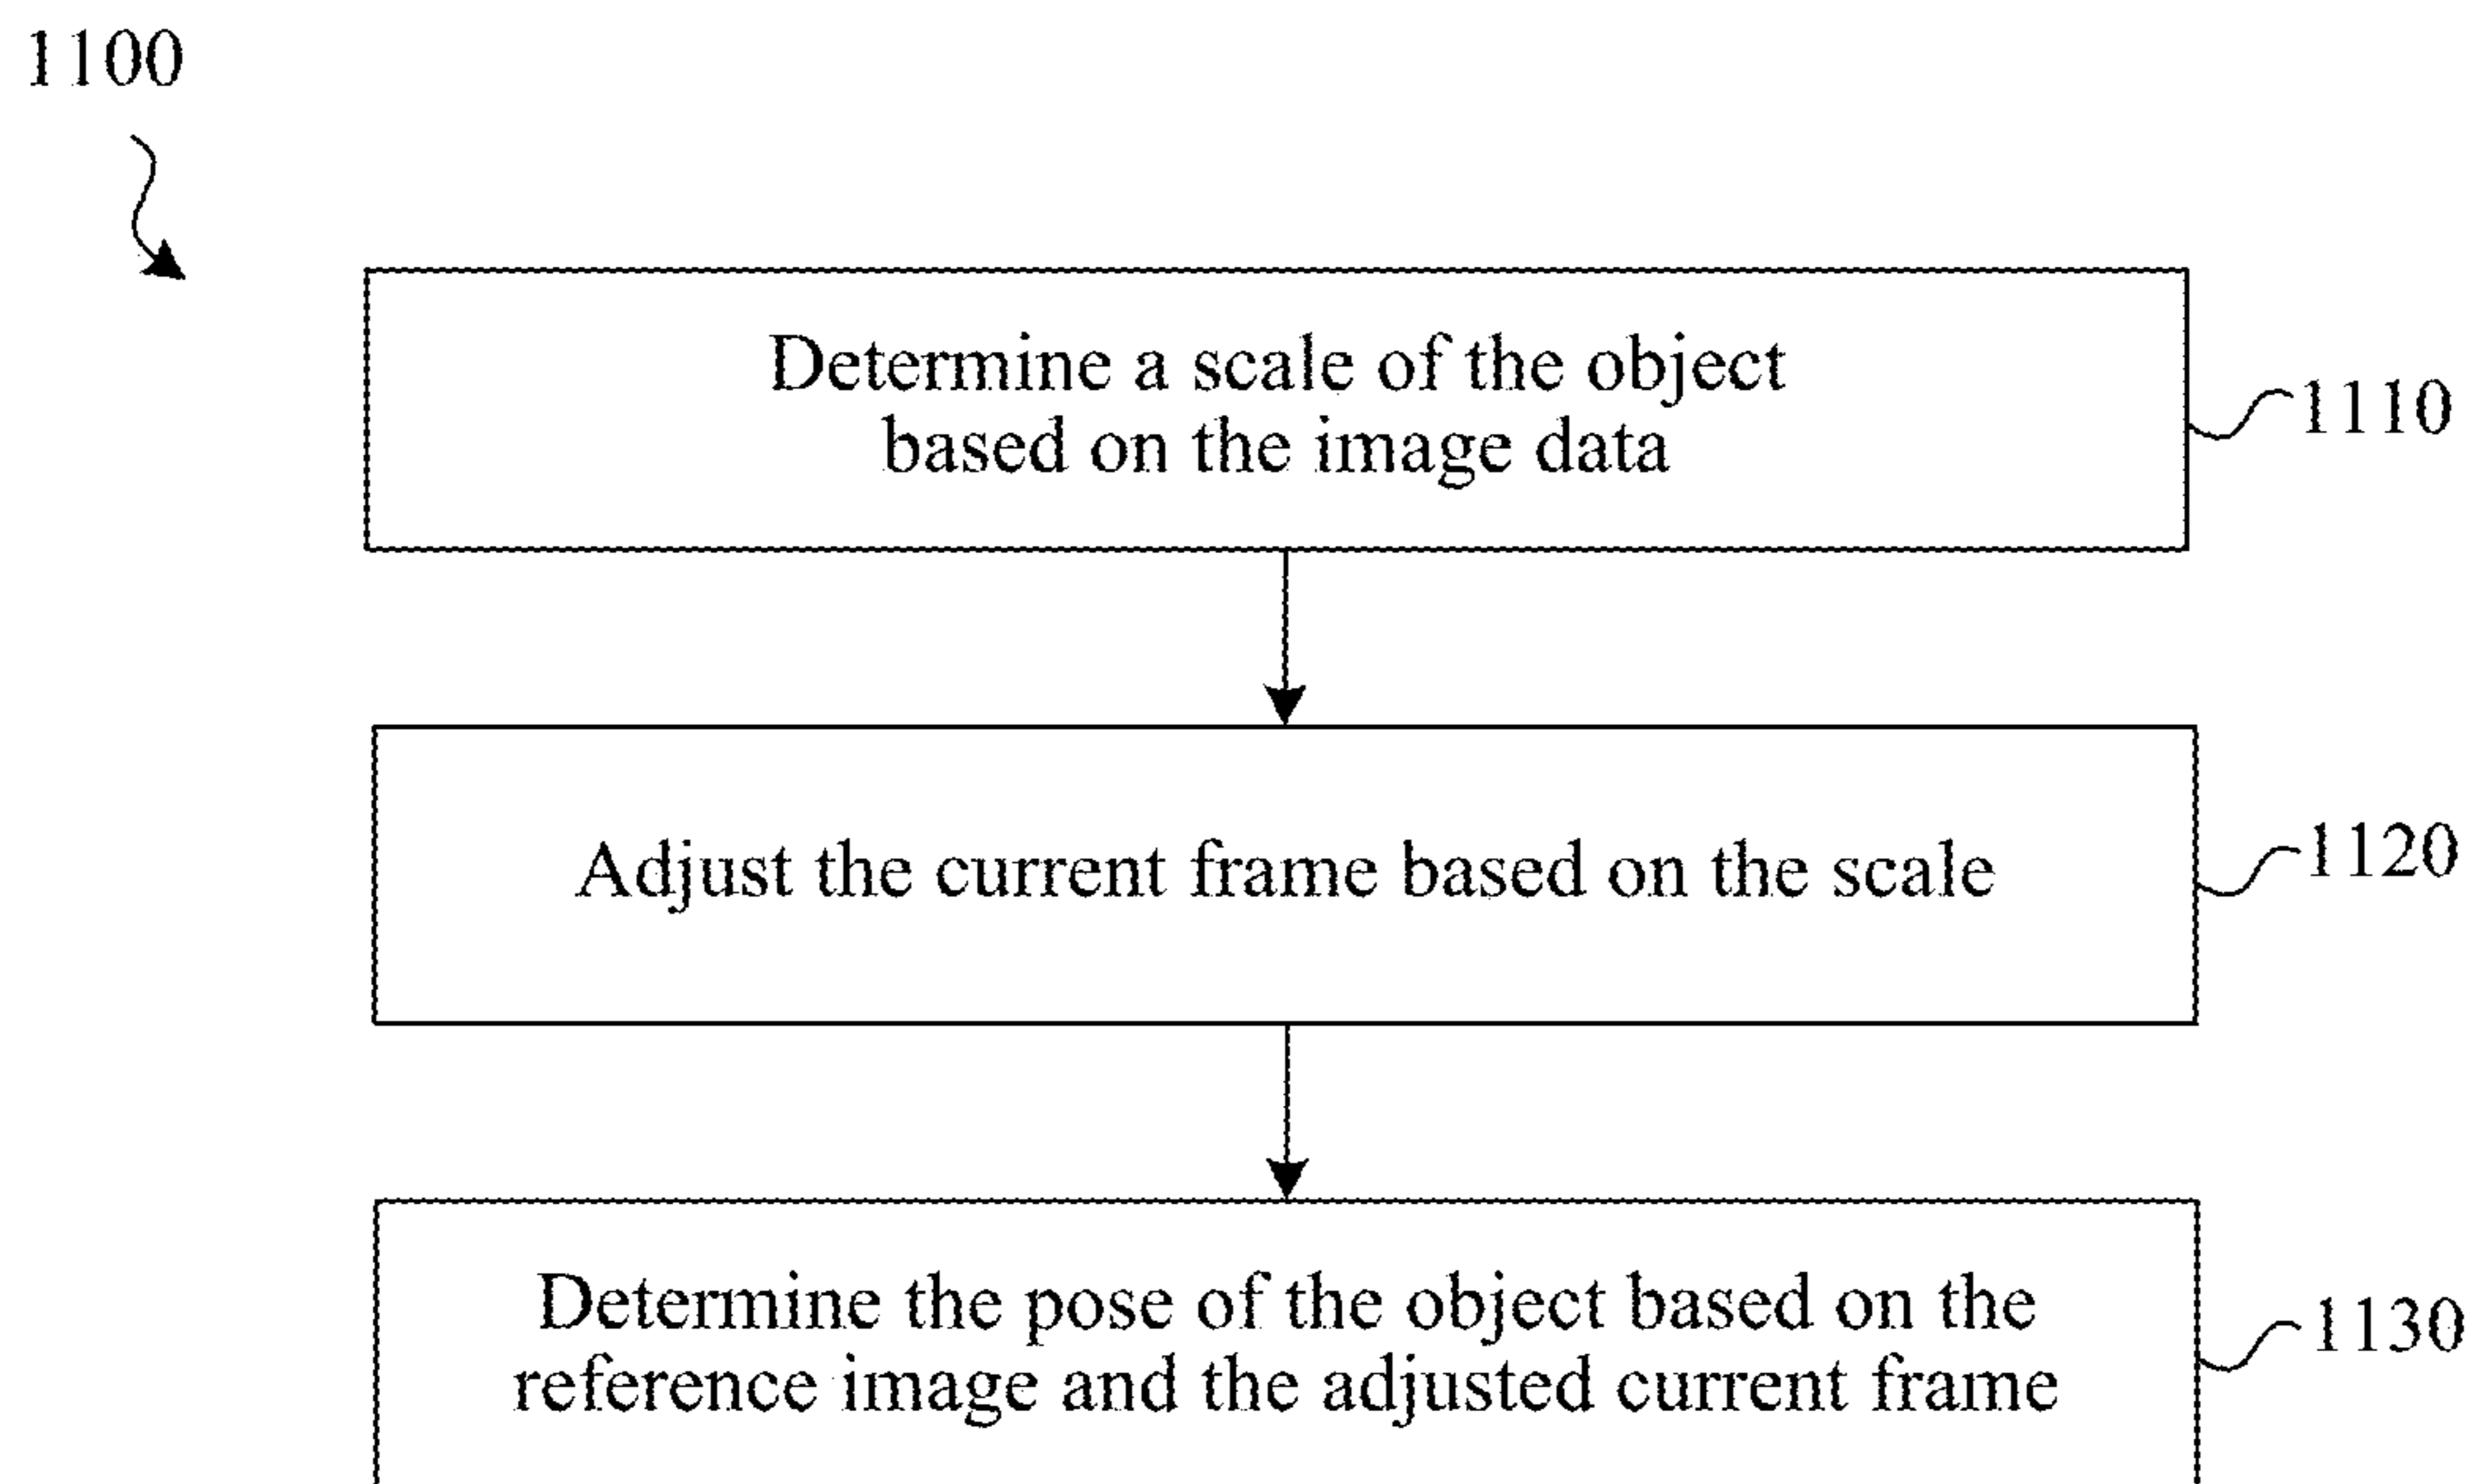 1100
Determine a scale of the object
based on the image data
1110
Adjust the current frame based on the scale
1120
Determine the pose of the object based on the
reference image and the adjusted current frame
1130